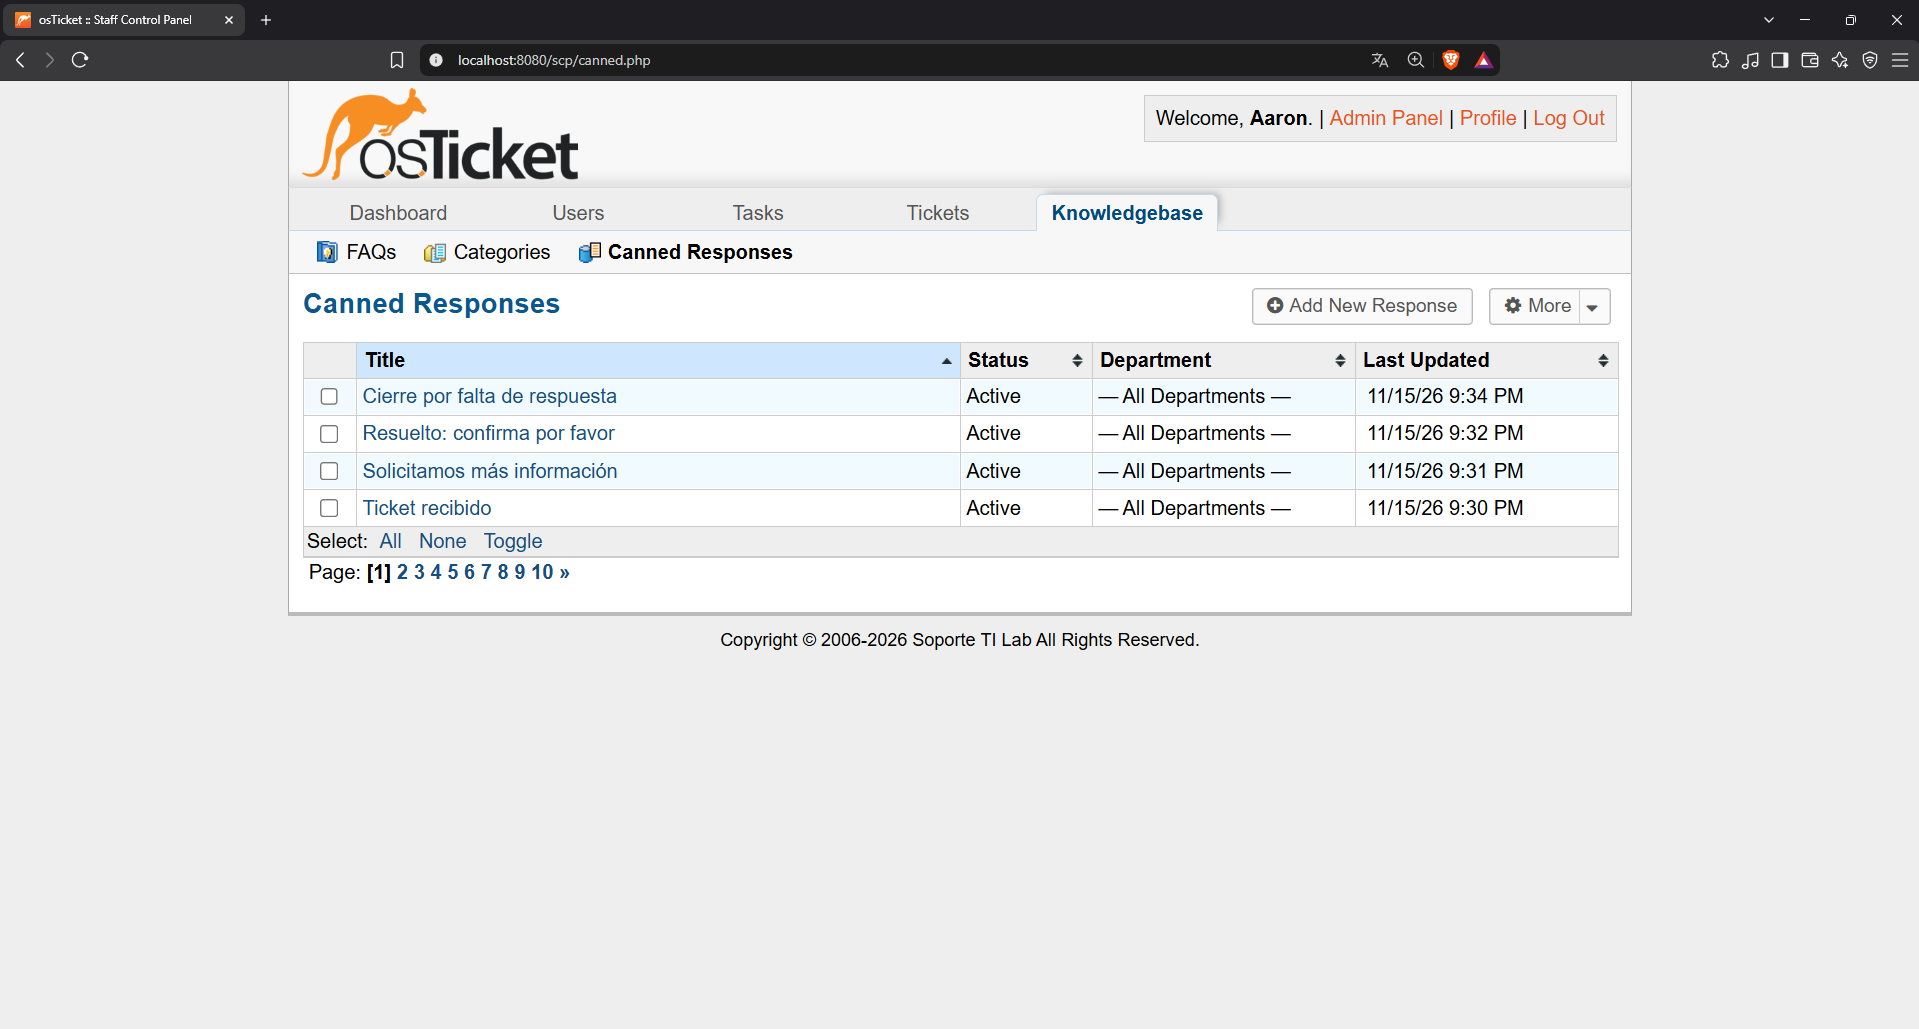 osTicket :: Staff Control Panel
localhost:8080/scp/canned.php
osTicket
Welcome, Aaron. | Admin Panel | Profile | Log Out
Dashboard Users Tasks Tickets Knowledgebase
FAQs Categories Canned Responses
Canned Responses
Add New Response More
Title Status Department Last Updated
Cierre por falta de respuesta Active — All Departments — 11/15/26 9:34 PM
Resuelto: confirma por favor Active — All Departments — 11/15/26 9:32 PM
Solicitamos más información Active — All Departments — 11/15/26 9:31 PM
Ticket recibido Active — All Departments — 11/15/26 9:30 PM
Select: All None Toggle
Page: [1] 2 3 4 5 6 7 8 9 10 »
Copyright © 2006-2026 Soporte TI Lab All Rights Reserved.